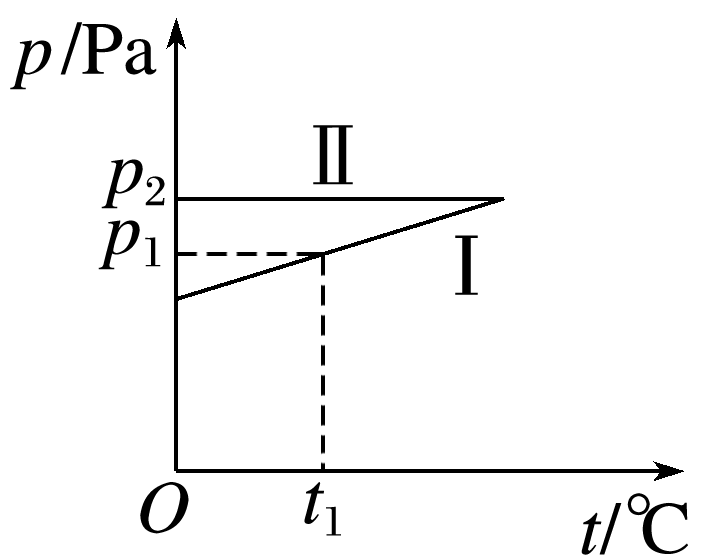 p/Pa
Ⅱ
p₂
p₁
Ⅰ
O
t₁
t/℃